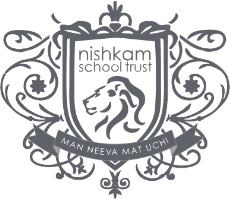 nishkam
school trust
MAN NEEVA MAT UCHI